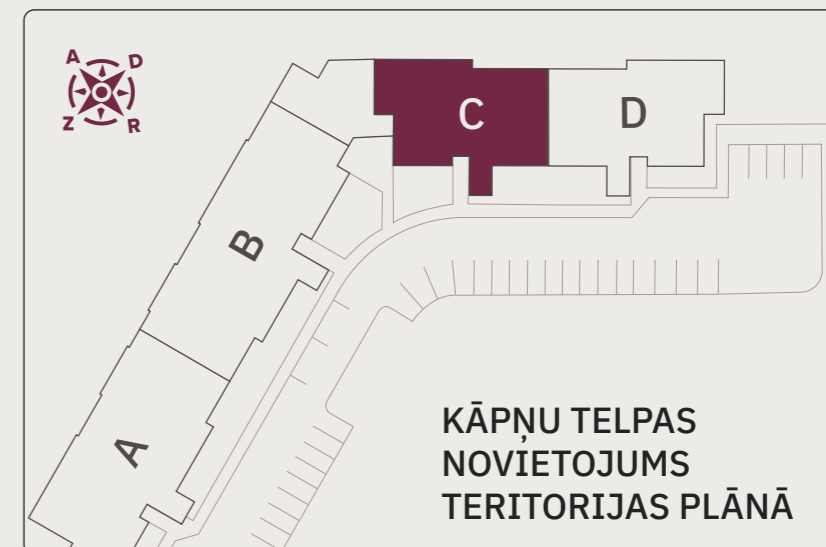 A
D
Z
R
C
D
B
A
KĀPŅU TELPAS
NOVIETOJUMS
TERITORIJAS PLĀNĀ